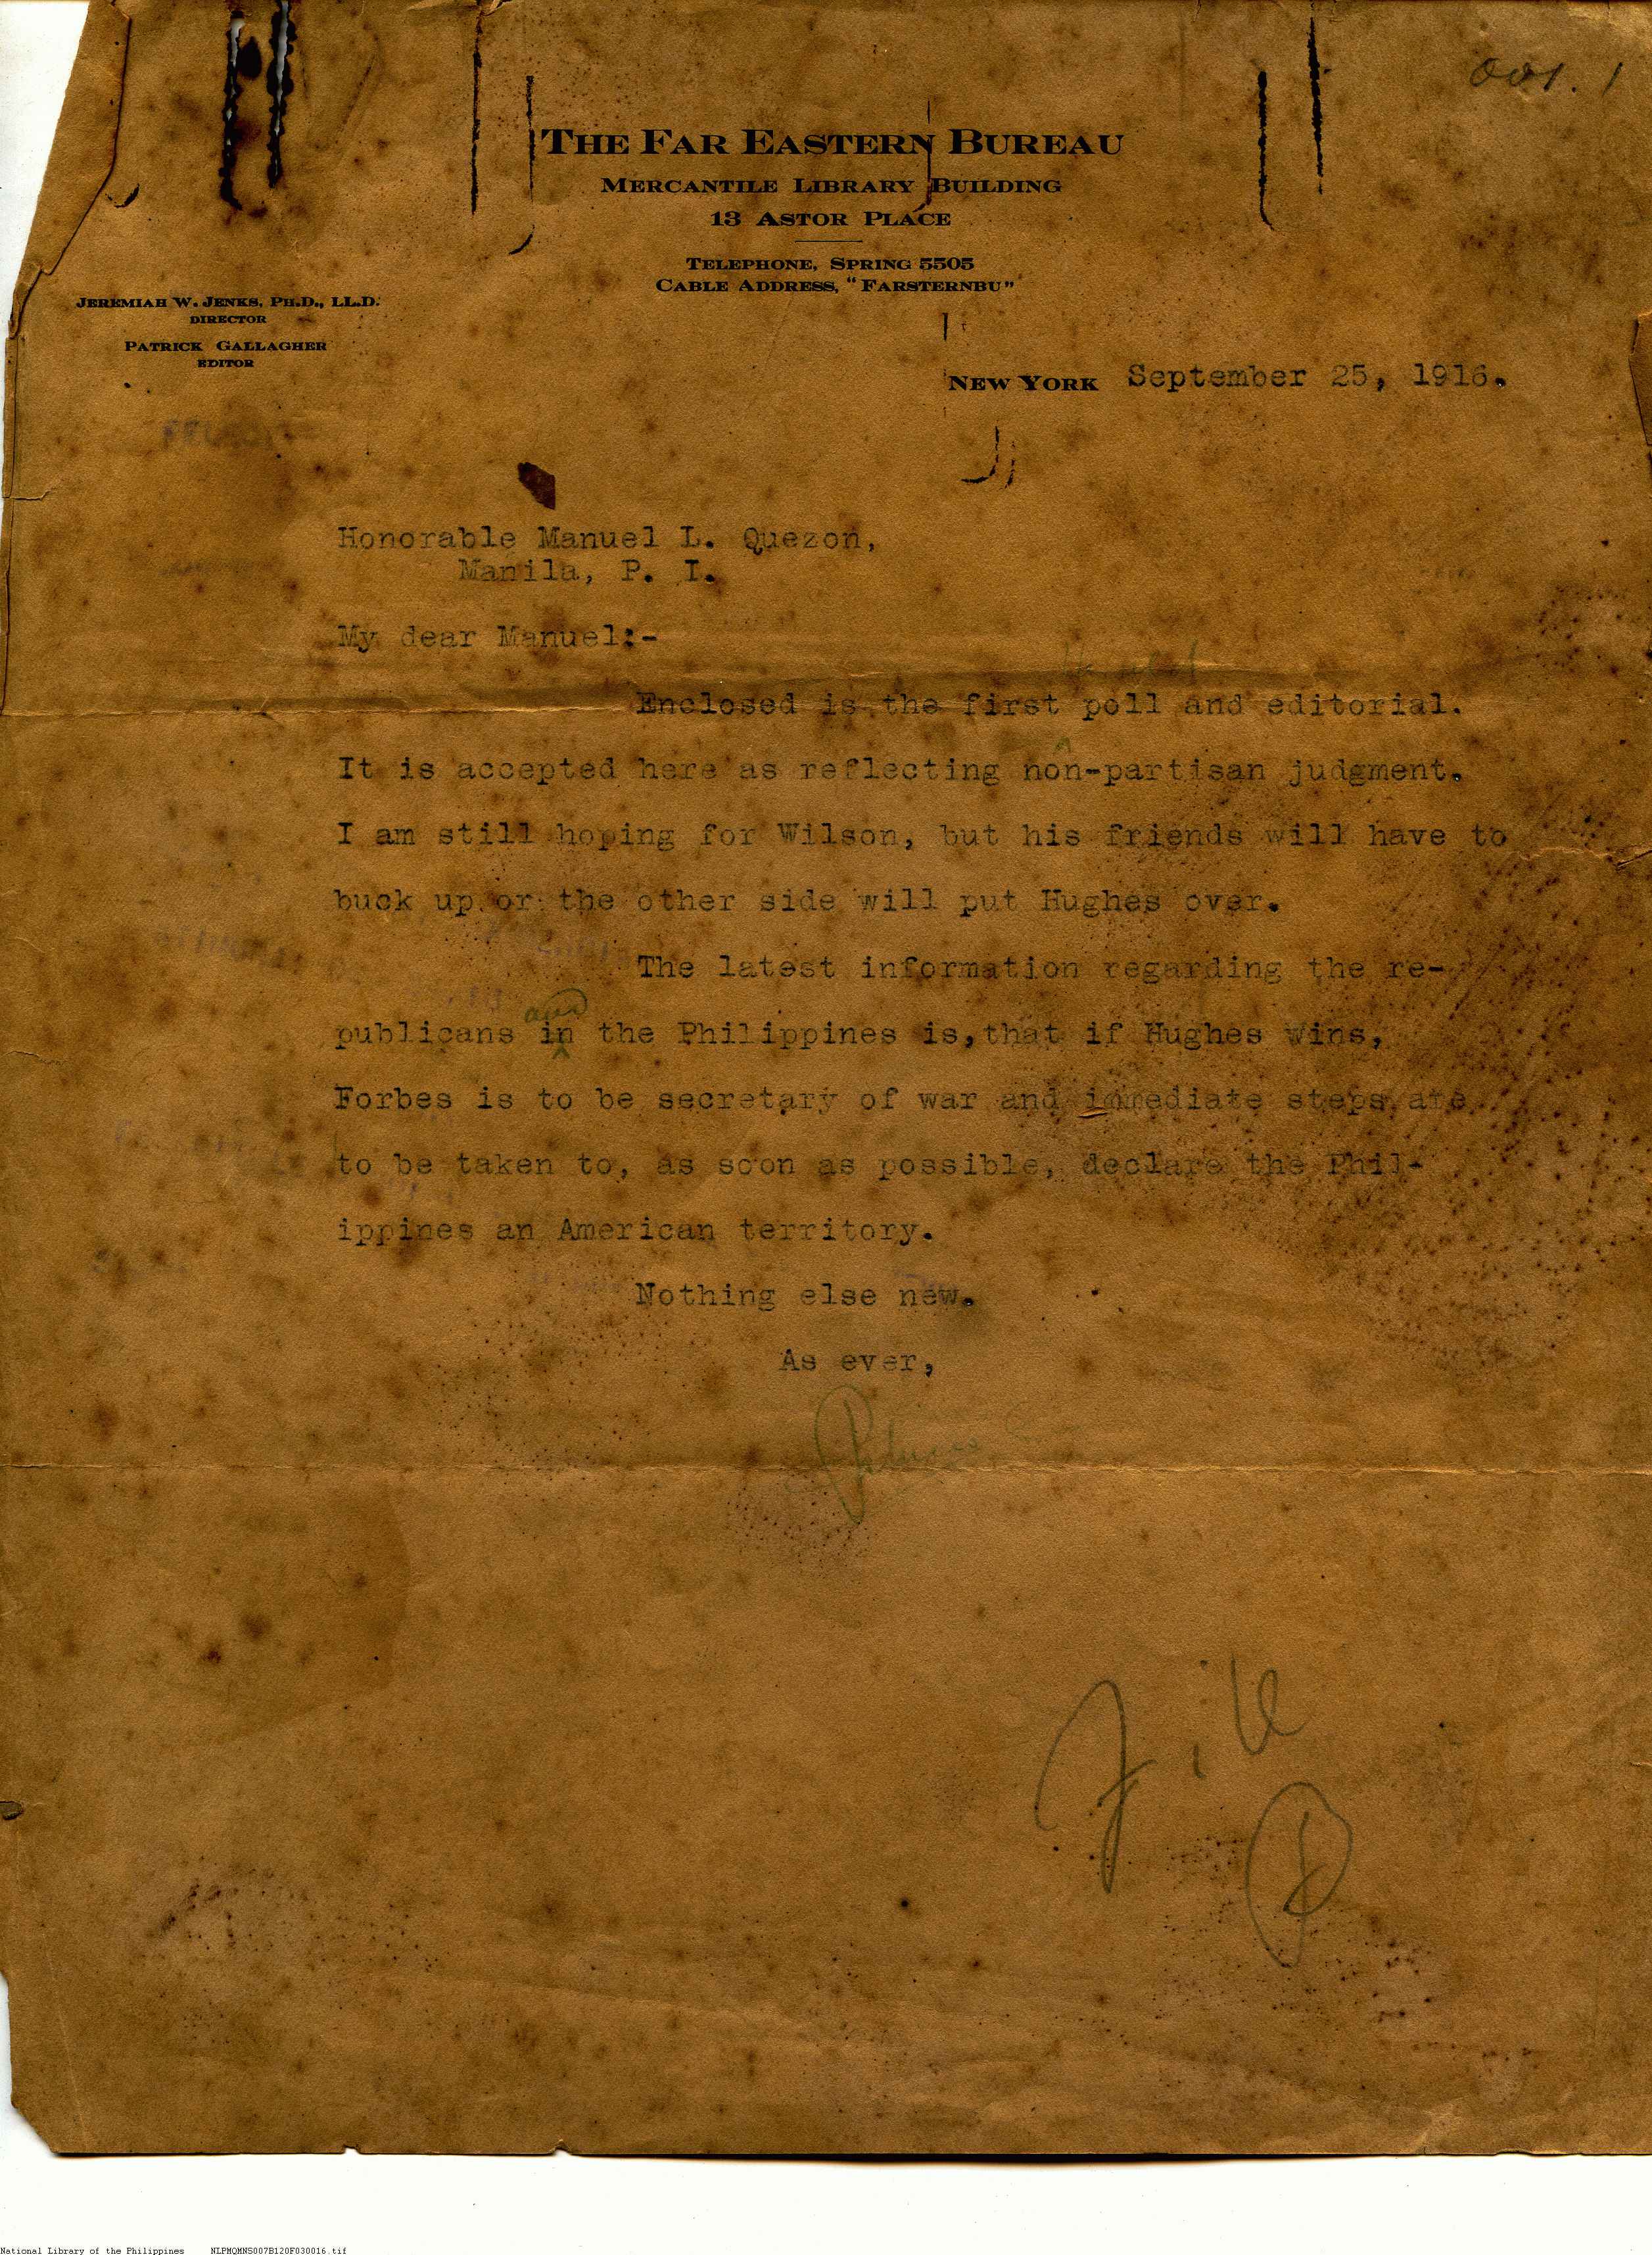 THE FAR EASTERN BUREAU
MERCANTILE LIBRARY BUILDING
13 ASTOR PLACE
TELEPHONE, SPRING 5505
CABLE ADDRESS, "FARSTERNBU"
JEREMIAH W. JENKS, PH.D., LL.D.
DIRECTOR
PATRICK GALLAGHER
EDITOR
NEW YORK September 25, 1916.
Honorable Manuel L. Quezon,
Manila, P. I.
My dear Manuel:-
Herald
Enclosed is the first poll and editorial.
It is accepted here as reflecting non-partisan judgment.
I am still hoping for Wilson, but his friends will have to
buck up or the other side will put Hughes over.
The latest information regarding the re-
and
publicans in the Philippines is, that if Hughes wins,
Forbes is to be secretary of war and immediate steps are
to be taken to, as soon as possible, declare the Phil-
ippines an American territory.
Nothing else new.
As ever,
File
National Library of the Philippines NLPMQMNS007B120F030016.tif